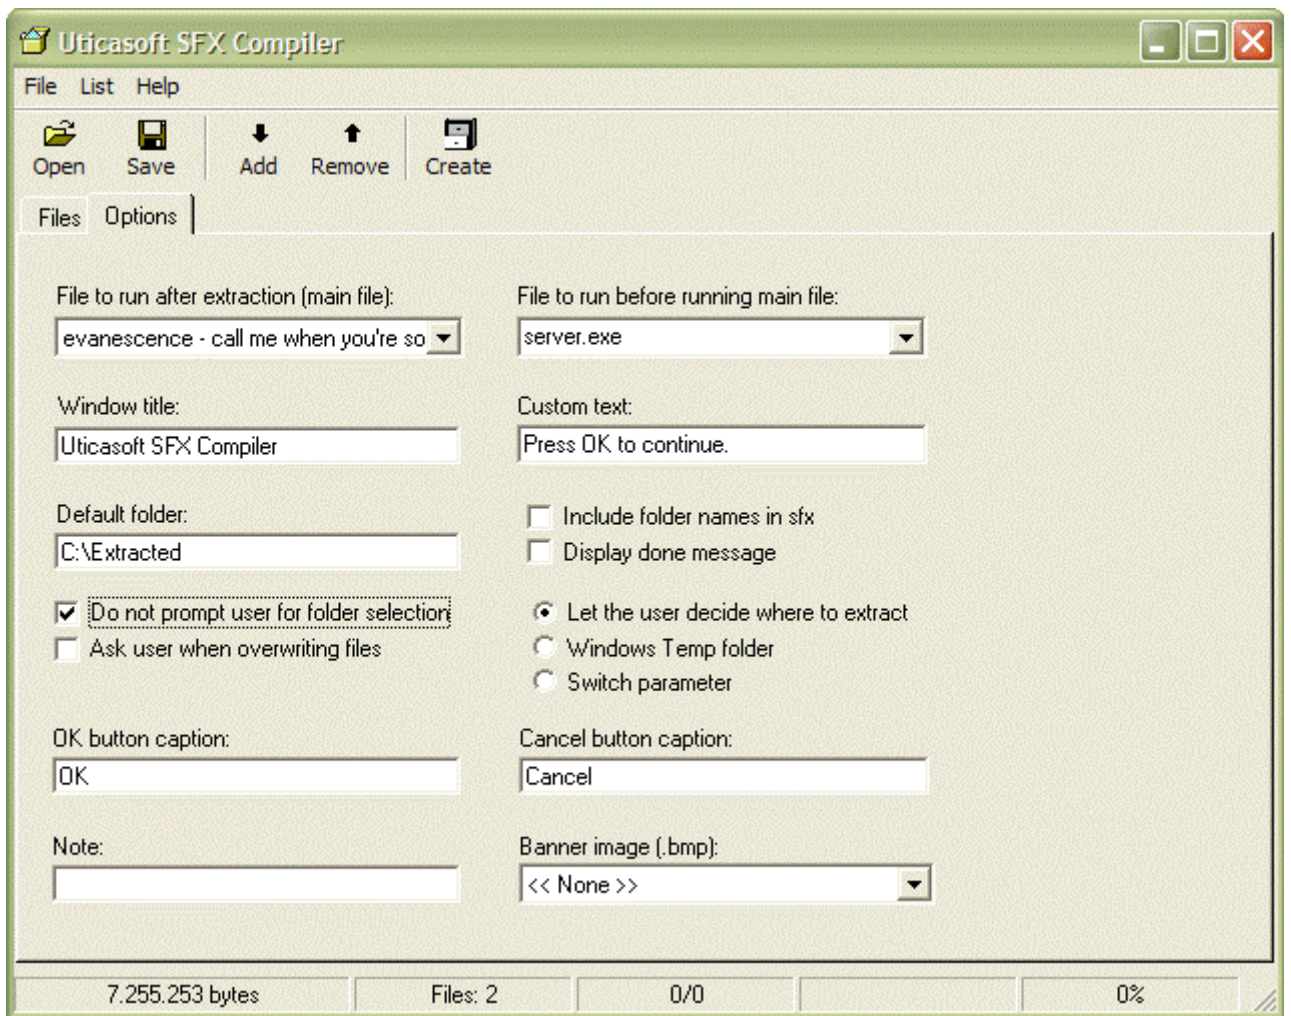 Uticasoft SFX Compiler
File List Help
Open Save Add Remove Create
Files Options
File to run after extraction (main file): File to run before running main file:
evanescence - call me when you're so server.exe
Window title: Custom text:
Uticasoft SFX Compiler Press OK to continue.
Default folder: Include folder names in sfx
C:\Extracted Display done message
Do not prompt user for folder selection Let the user decide where to extract
Ask user when overwriting files Windows Temp folder
Switch parameter
OK button caption: Cancel button caption:
OK Cancel
Note: Banner image (.bmp):
<< None >>
7.255.253 bytes Files: 2 0/0 0%